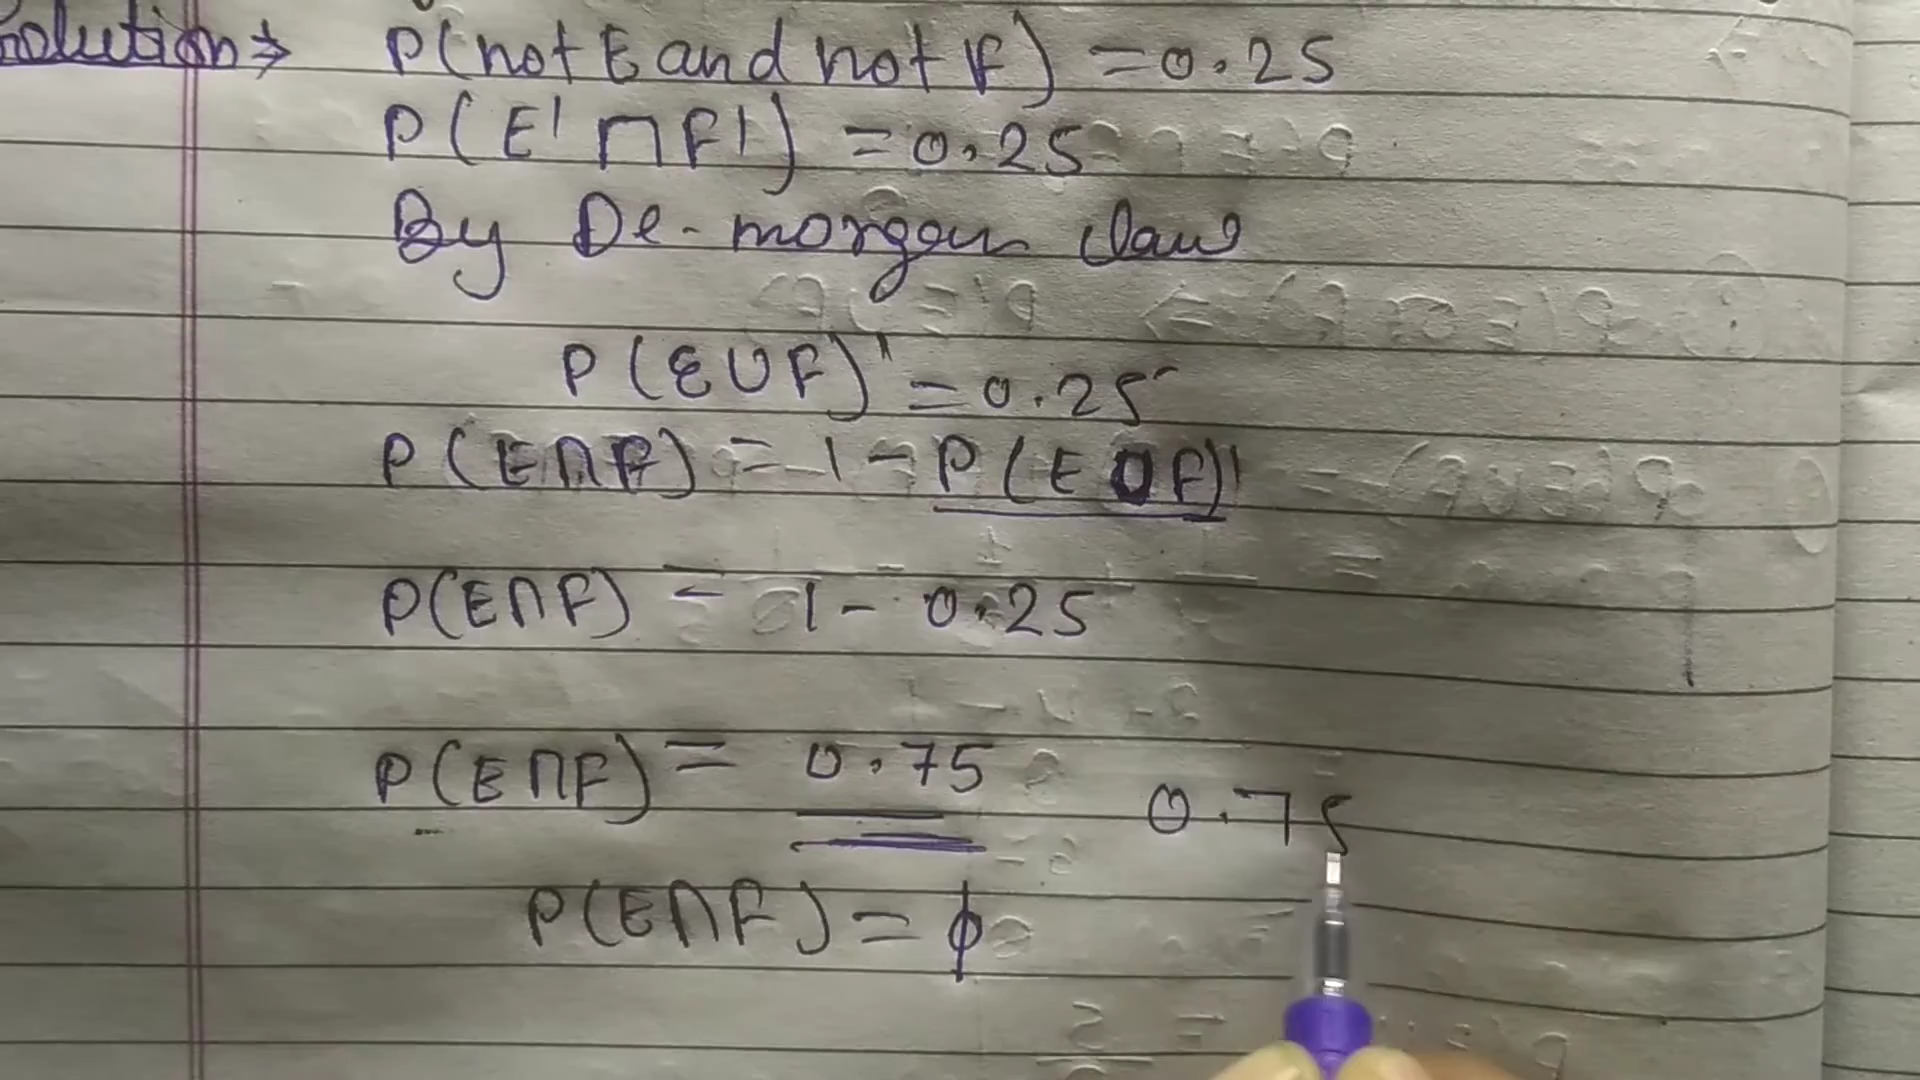 Solution ⇒ P(not E and not F) = 0.25
P(E' ∩ F') = 0.25
By De-morgan law
P(E∪F)' = 0.25
P(E∩F) = 1 - P(E∪F)'
P(E∩F) = 1 - 0.25
P(E∩F) = 0.75
0.75
P(E∩F) = ϕ